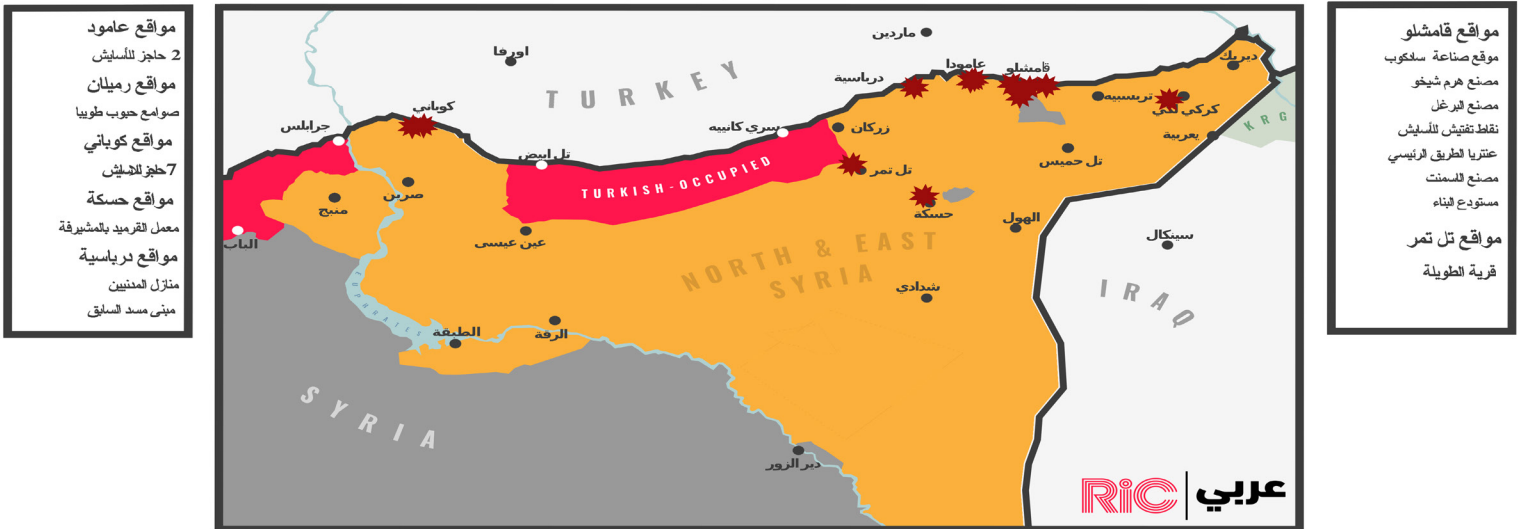 مواقع عامود
2 حاجز للأسايش
مواقع رميلان
صوامع حبوب طوبيا
مواقع كوباني
7حاجز للاسايش
مواقع حسكة
معمل القرميد بالمشيرفة
مواقع درباسية
منازل المدنيين
مبنى مسد السابق
ماردين
اورفا
TURKEY
درباسية
عامودا
قامشلو
ديريك
كوباني
تربسبيه
كركي لكي
KRG
جرابلس
سري كانييه
زركان
يعربية
تل ابيض
TURKISH-OCCUPIED
تل تمر
تل حميس
منبج
صرين
حسكة
الهول
الباب
عين عيسى
سينكال
NORTH & EAST
SYRIA
شدادي
IRAQ
EUPHRATES
الطبقة
الرقة
SYRIA
دير الزور
RiC
عربي
مواقع قامشلو
موقع صناعة سادكوب
مصنع هرم شيخو
مصنع البرغل
نقاط تفتيش للأسايش
عنتريا الطريق الرئيسي
مصنع اللسمنت
مستودع البناء
مواقع تل تمر
قرية الطويلة